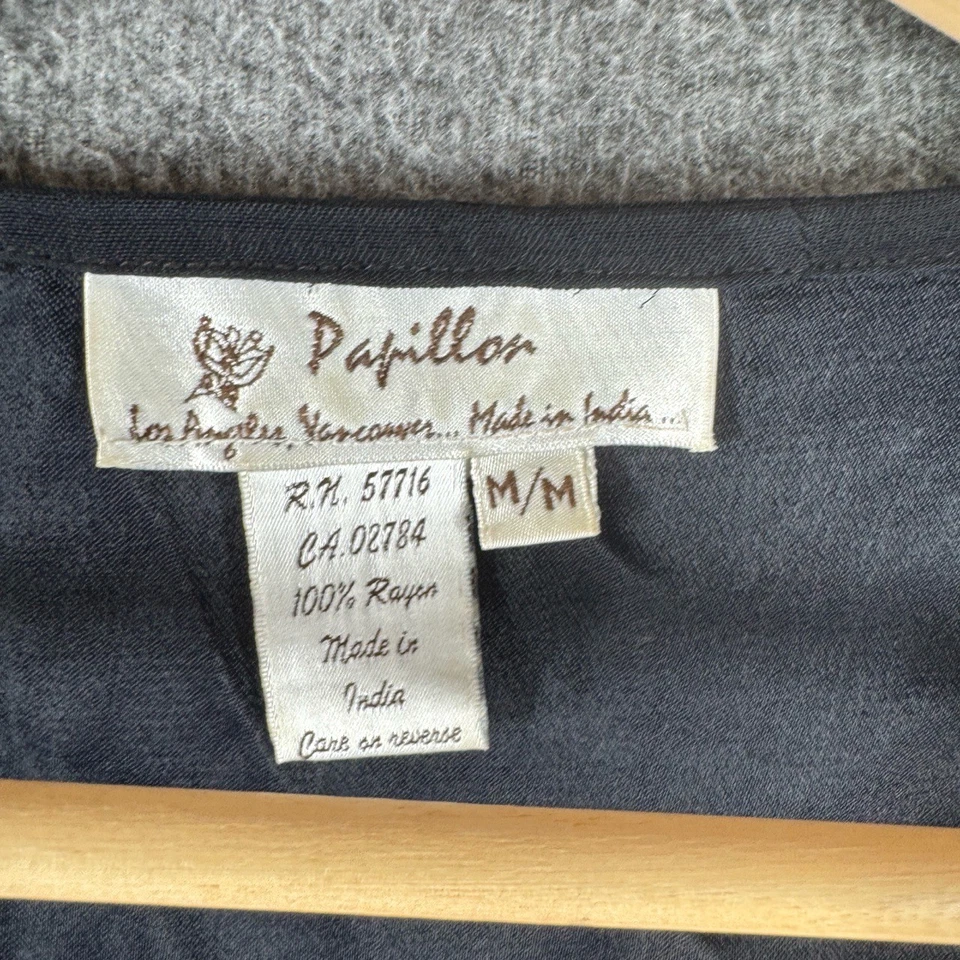 Papillon
Los Angeles, Vancouver... Made in India...
R.N. 57716
CA.02784
100% Rayon
Made in
India
Care on reverse
M/M